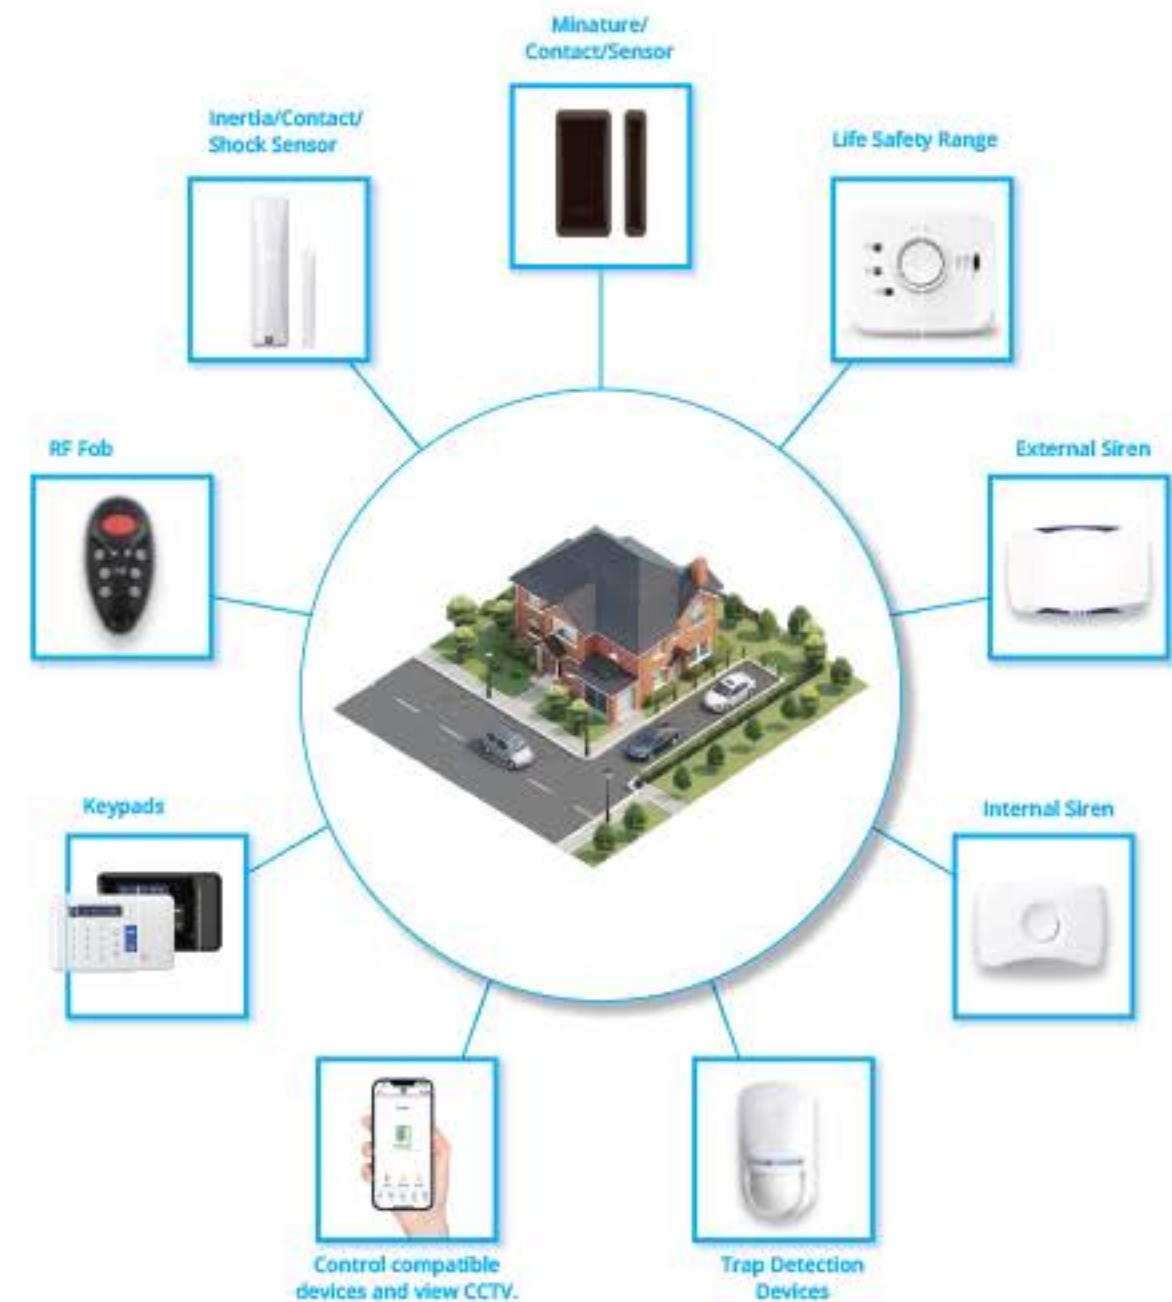 Minature/
Contact/Sensor
Inertia/Contact/
Shock Sensor
Life Safety Range
RF Fob
External Siren
Keypads
Internal Siren
Control compatible
devices and view CCTV.
Trap Detection
Devices